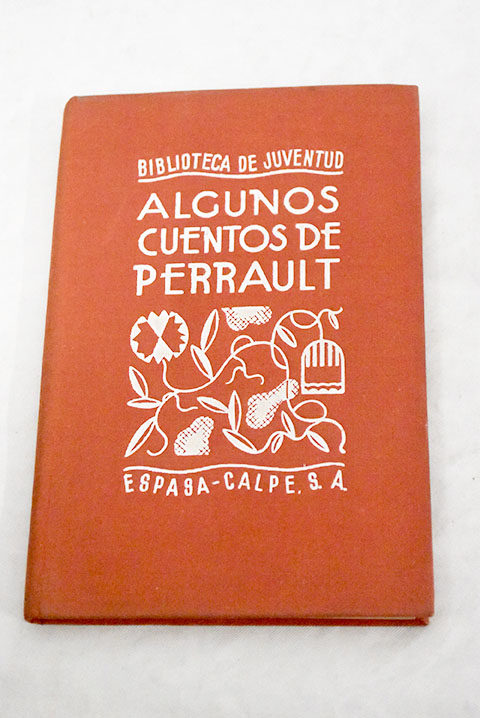 BIBLIOTECA DE JUVENTUD
ALGUNOS
CUENTOS DE
PERRAULT
ESPASA-CALPE, S. A.